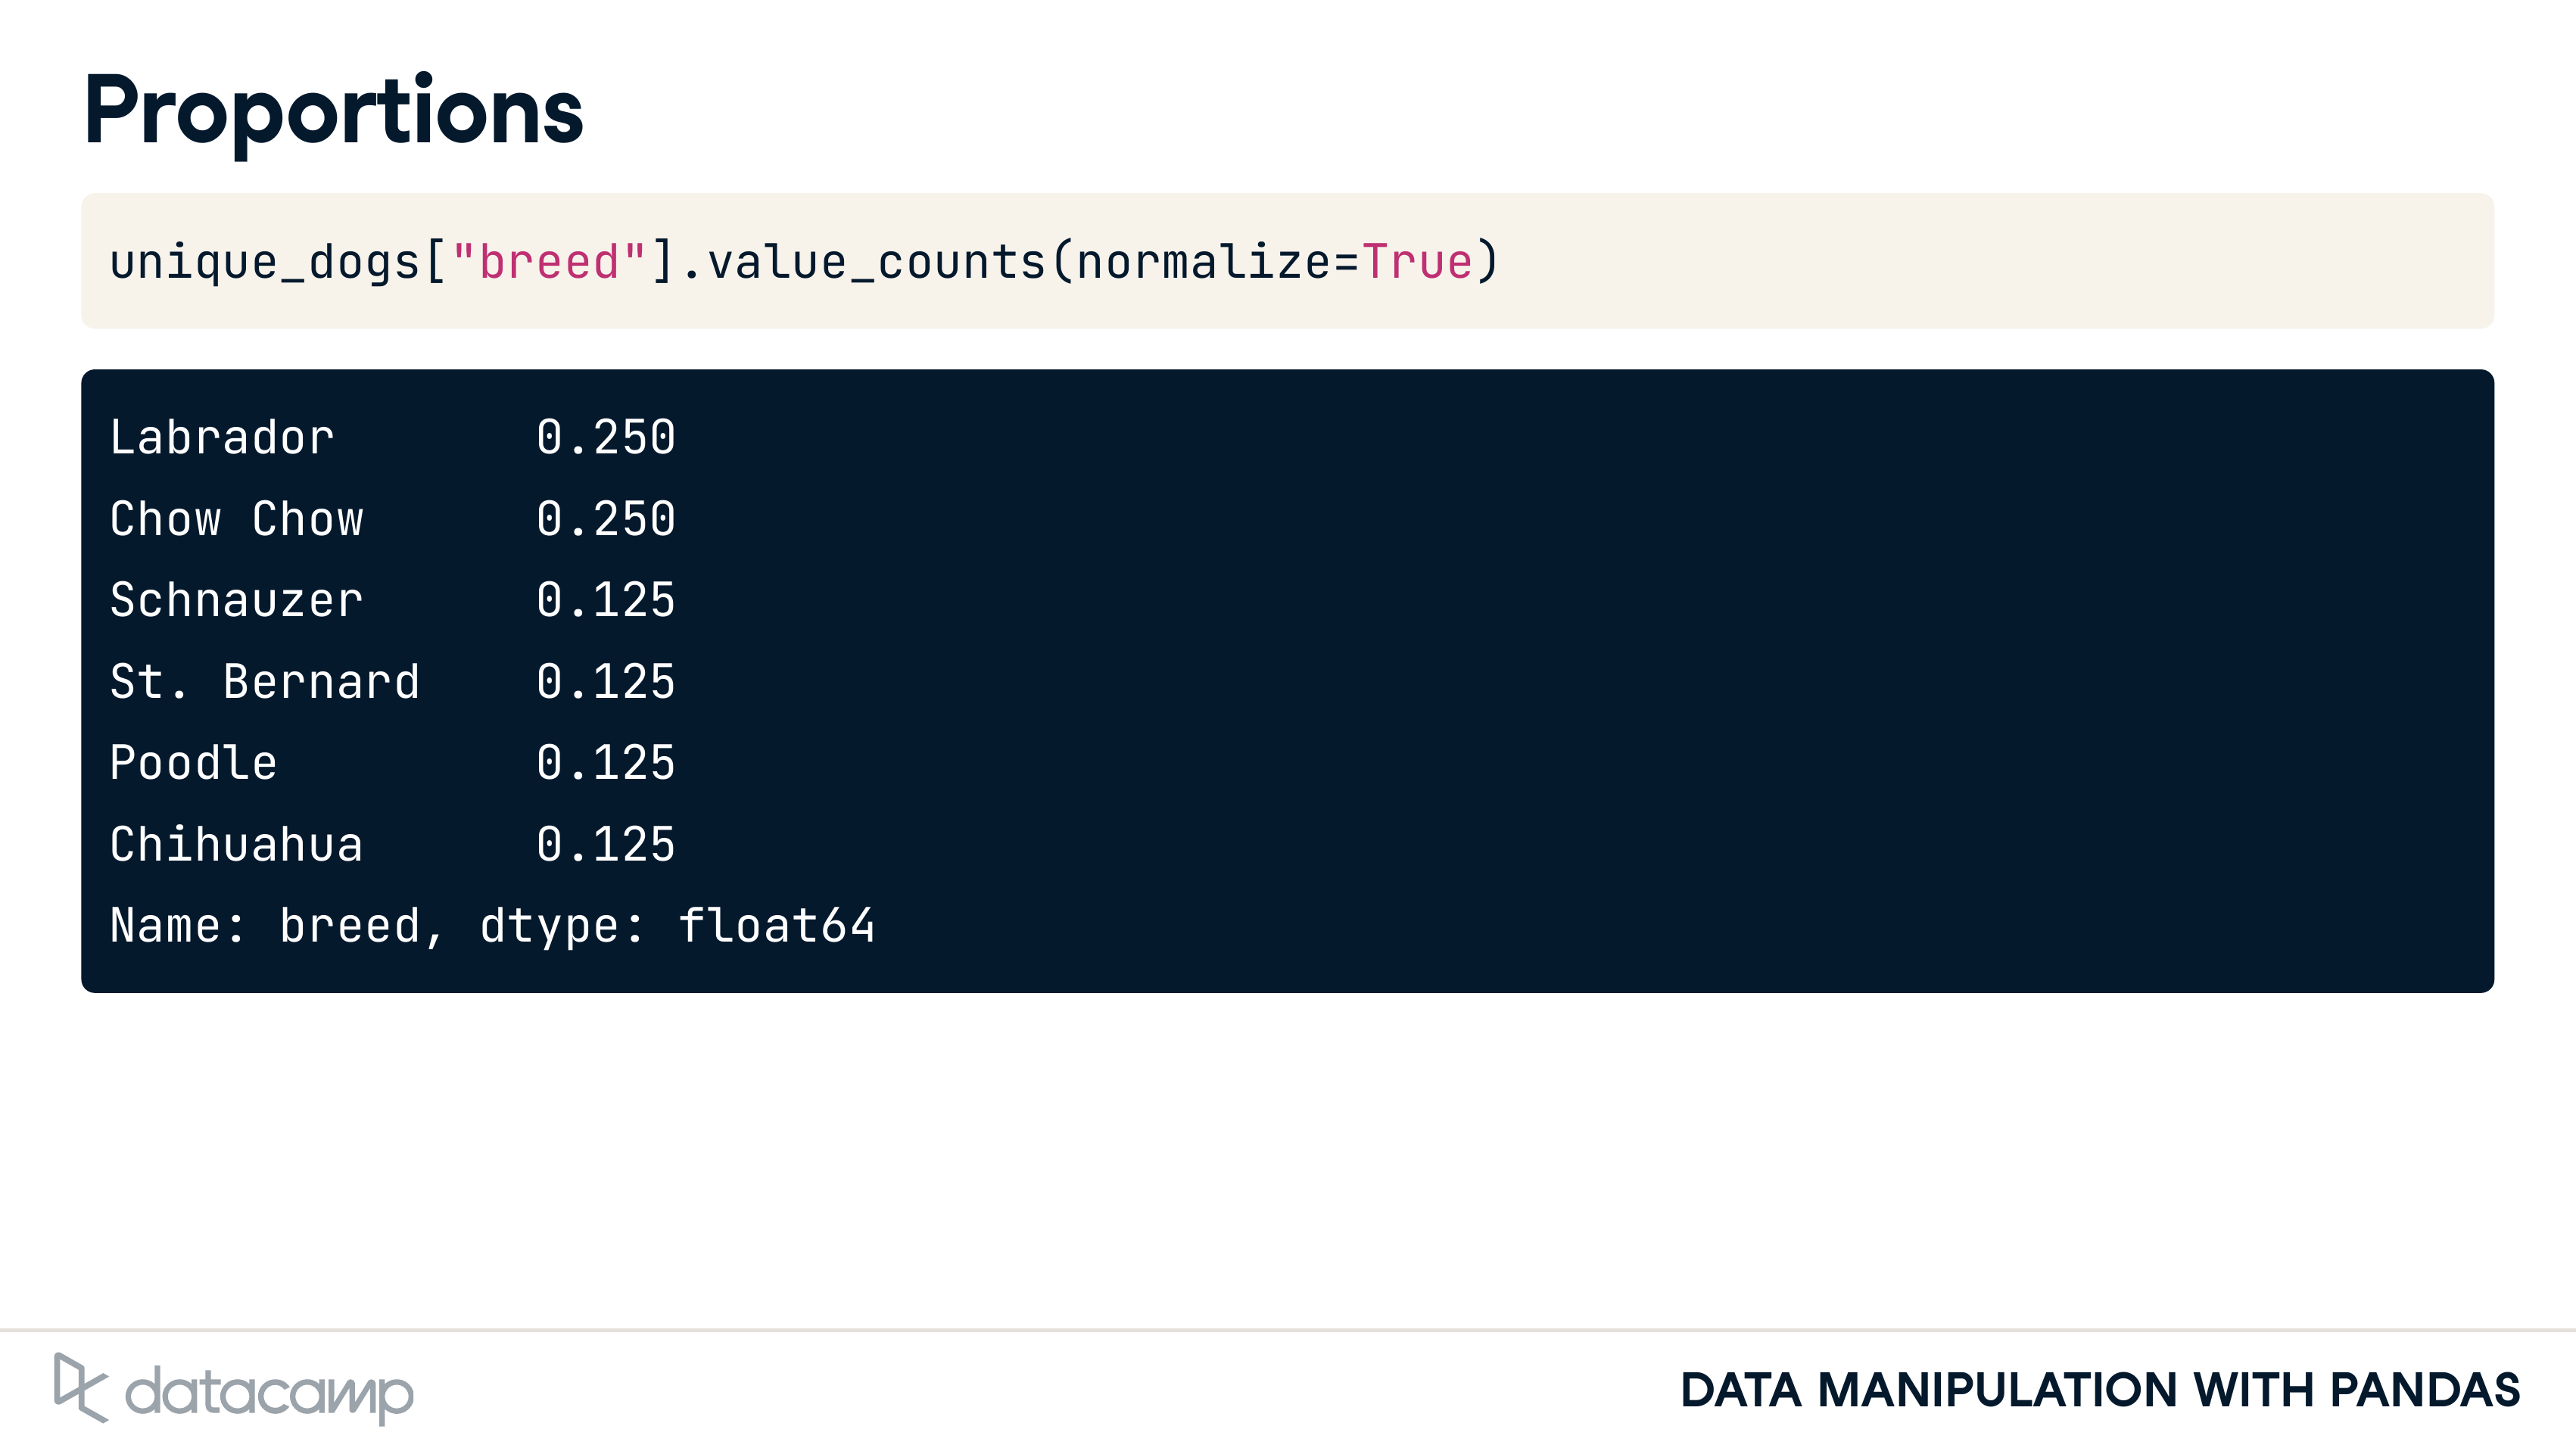 Proportions
unique_dogs["breed"].value_counts(normalize=True)
Labrador       0.250
Chow Chow      0.250
Schnauzer      0.125
St. Bernard    0.125
Poodle         0.125
Chihuahua      0.125
Name: breed, dtype: float64
datacamp
DATA MANIPULATION WITH PANDAS